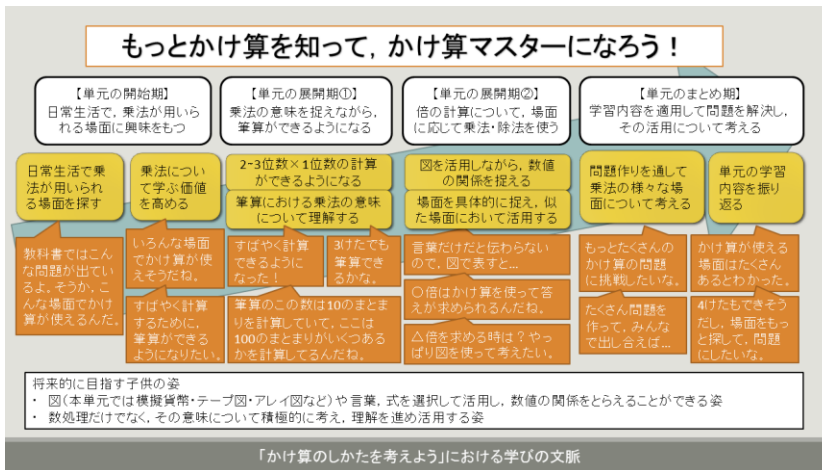 もっとかけ算を知って，かけ算マスターになろう！
【単元の開始期】
日常生活で，乗法が用いら
れる場面に興味をもつ
【単元の展開期①】
乗法の意味を捉えながら，
筆算ができるようになる
【単元の展開期②】
倍の計算について，場面
に応じて乗法・除法を使う
【単元のまとめ期】
学習内容を適用して問題を解決し，
その活用について考える
日常生活で乗
法が用いられ
る場面を探す
乗法につい
て学ぶ価値
を高める
2-3位数×1位数の計算
ができるようになる
筆算における乗法の意味
について理解する
図を活用しながら，数値
の関係を捉える
場面を具体的に捉え，似
た場面において活用する
問題作りを通して
乗法の様々な場
面について考える
単元の学習
内容を振り
返る
教科書ではこん
な問題が出てい
るよ。そうか，こ
んな場面でかけ
算が使えるんだ。
いろんな場面
でかけ算が使
えそうだね。
すばやく計算
するために，
筆算ができる
ようになりたい。
すばやく計算
できるように
なった！
3けたでも
筆算でき
るかな。
筆算のこの数は10のまとま
りを計算していて，ここは
100のまとまりがいくつある
かを計算してるんだね。
言葉だけだと伝わらない
ので，図で表すと…
〇倍はかけ算を使って答
えが求められるんだね。
△倍を求める時は？やっ
ぱり図を使って考えたい。
もっとたくさんの
かけ算の問題
に挑戦したいな。
たくさん問題を
作って，みんな
で出し合えば…
かけ算が使える
場面はたくさん
あるとわかった。
4けたもできそう
だし，場面をもっ
と探して，問題
にしたいな。
将来的に目指す子供の姿
・ 図（本単元では模擬貨幣・テープ図・アレイ図など）や言葉，式を選択して活用し，数値の関係をとらえることができる姿
・ 数処理だけでなく，その意味について積極的に考え，理解を進め活用する姿
「かけ算のしかたを考えよう」における学びの文脈